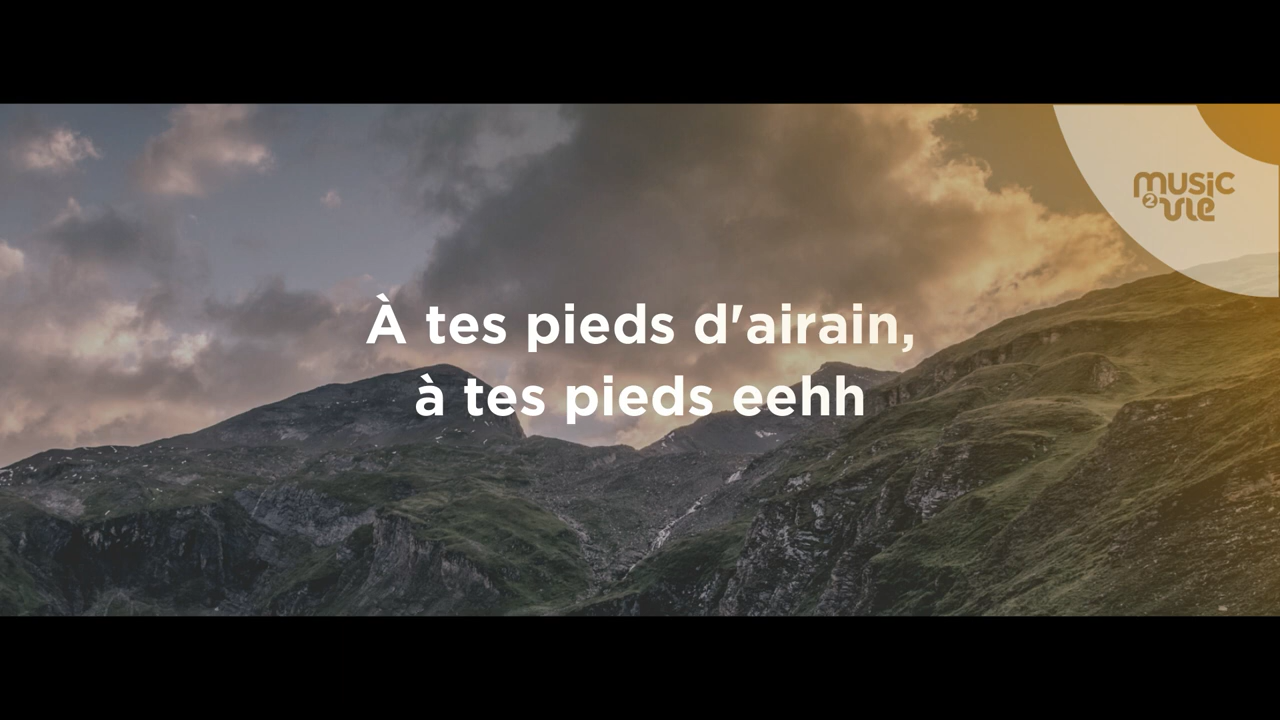 music
2 vie
À tes pieds d'airain,
à tes pieds eehh